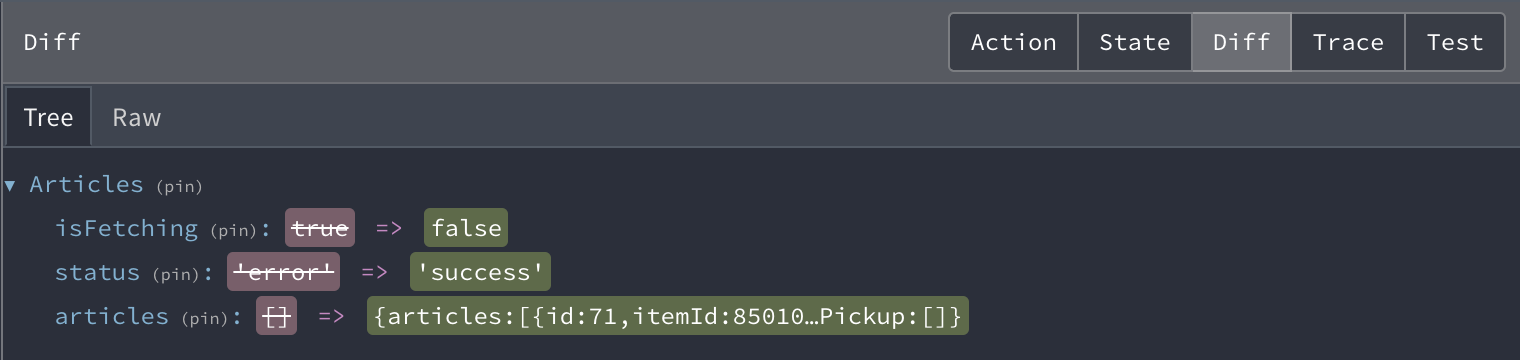 Diff Action State Diff Trace Test
Tree Raw
▼ Articles (pin)
isFetching (pin): true => false
status (pin): 'error' => 'success'
articles (pin): [] => {articles:[{id:71,itemId:85010…Pickup:[]}